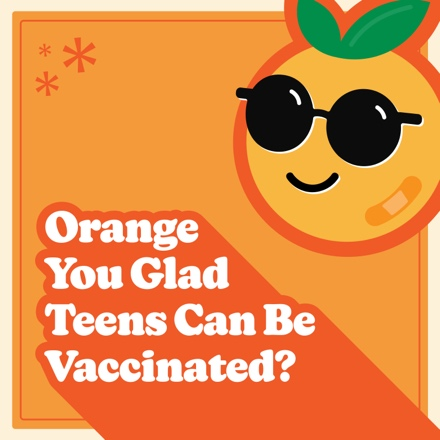 Orange
You Glad
Teens Can Be
Vaccinated?